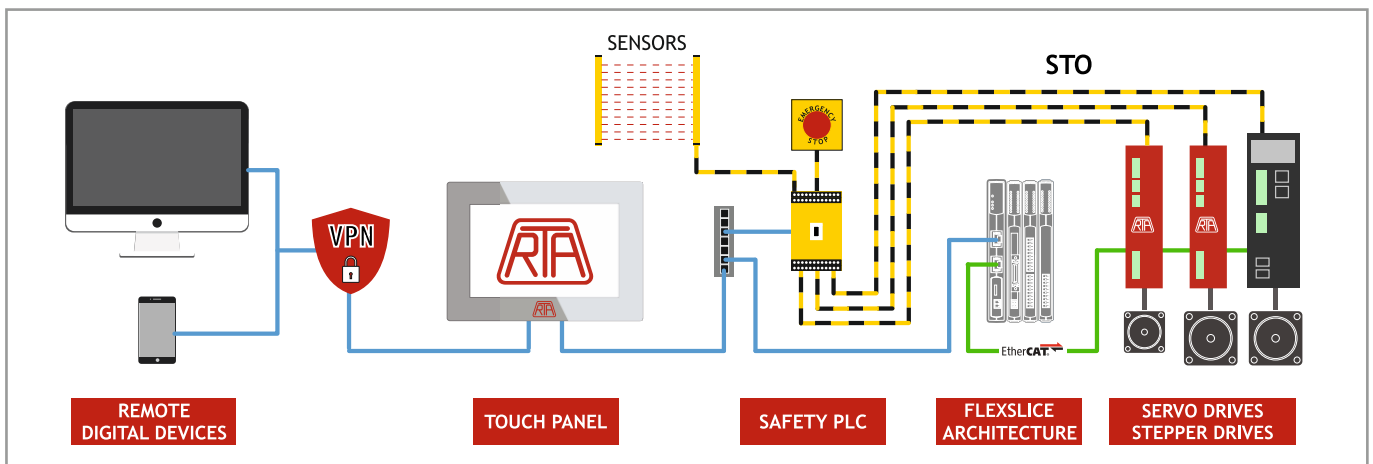 SENSORS
STO
EMERGENCY
STOP
VPN
RTA
RTA
RTA
RTA
EtherCAT
REMOTE
DIGITAL DEVICES
TOUCH PANEL
SAFETY PLC
FLEXSLICE
ARCHITECTURE
SERVO DRIVES
STEPPER DRIVES